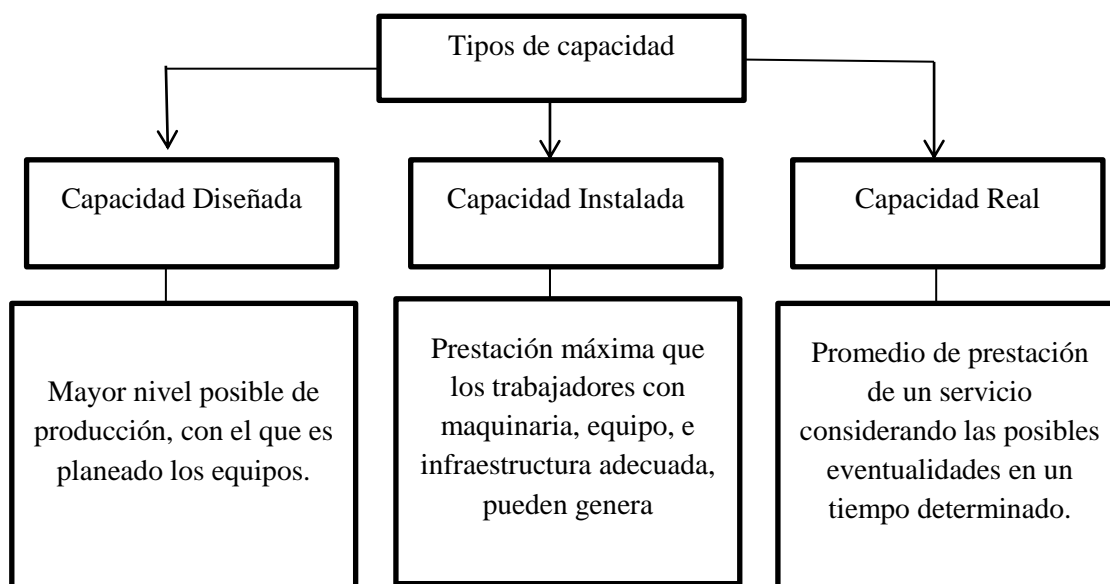 Tipos de capacidad
Capacidad Diseñada
Capacidad Instalada
Capacidad Real
Mayor nivel posible de
producción, con el que es
planeado los equipos.
Prestación máxima que
los trabajadores con
maquinaria, equipo, e
infraestructura adecuada,
pueden genera
Promedio de prestación
de un servicio
considerando las posibles
eventualidades en un
tiempo determinado.